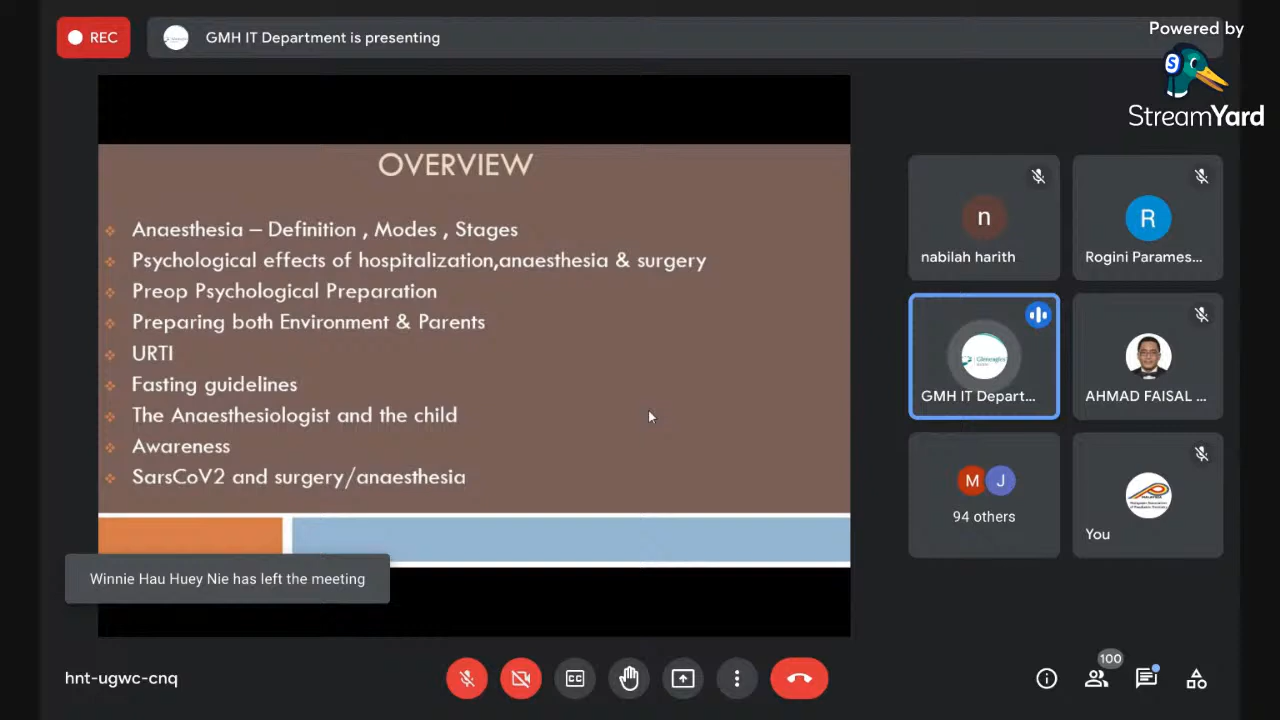 REC
GMH IT Department is presenting
Powered by
StreamYard
OVERVIEW
Anaesthesia – Definition , Modes , Stages
Psychological effects of hospitalization,anaesthesia & surgery
Preop Psychological Preparation
Preparing both Environment & Parents
URTI
Fasting guidelines
The Anaesthesiologist and the child
Awareness
SarsCoV2 and surgery/anaesthesia
n
nabilah harith
R
Rogini Parames...
GMH IT Depart...
AHMAD FAISAL ...
M J
94 others
You
Winnie Hau Huey Nie has left the meeting
hnt-ugwc-cnq
CC
100